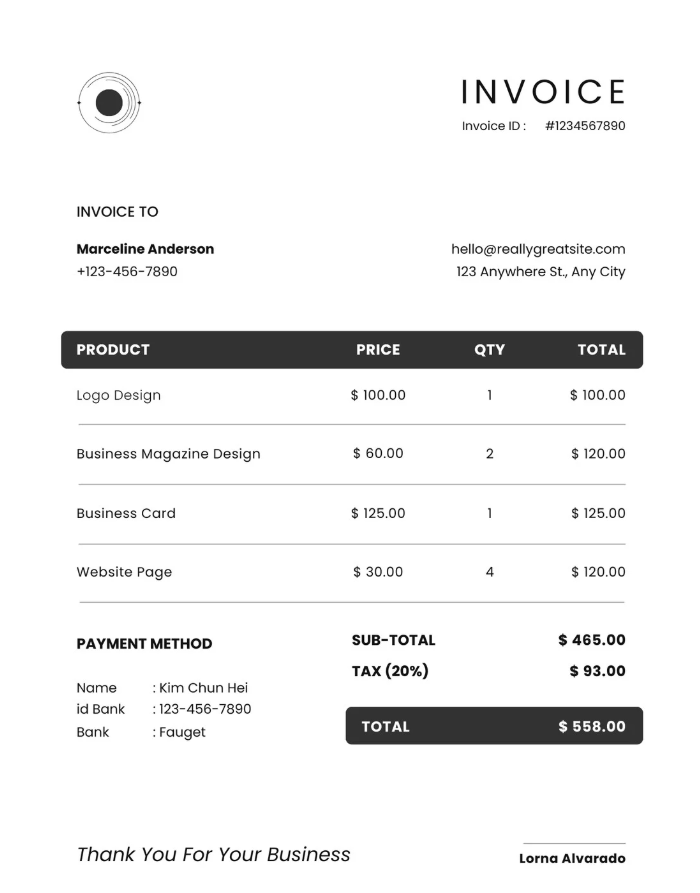 INVOICE
Invoice ID : #1234567890
INVOICE TO
Marceline Anderson hello@reallygreatsite.com
+123-456-7890 123 Anywhere St., Any City
PRODUCT PRICE QTY TOTAL
Logo Design $ 100.00 1 $ 100.00
Business Magazine Design $ 60.00 2 $ 120.00
Business Card $ 125.00 1 $ 125.00
Website Page $ 30.00 4 $ 120.00
SUB-TOTAL $ 465.00
PAYMENT METHOD
TAX (20%) $ 93.00
Name : Kim Chun Hei
id Bank : 123-456-7890
Bank : Fauget
TOTAL $ 558.00
Thank You For Your Business
Lorna Alvarado